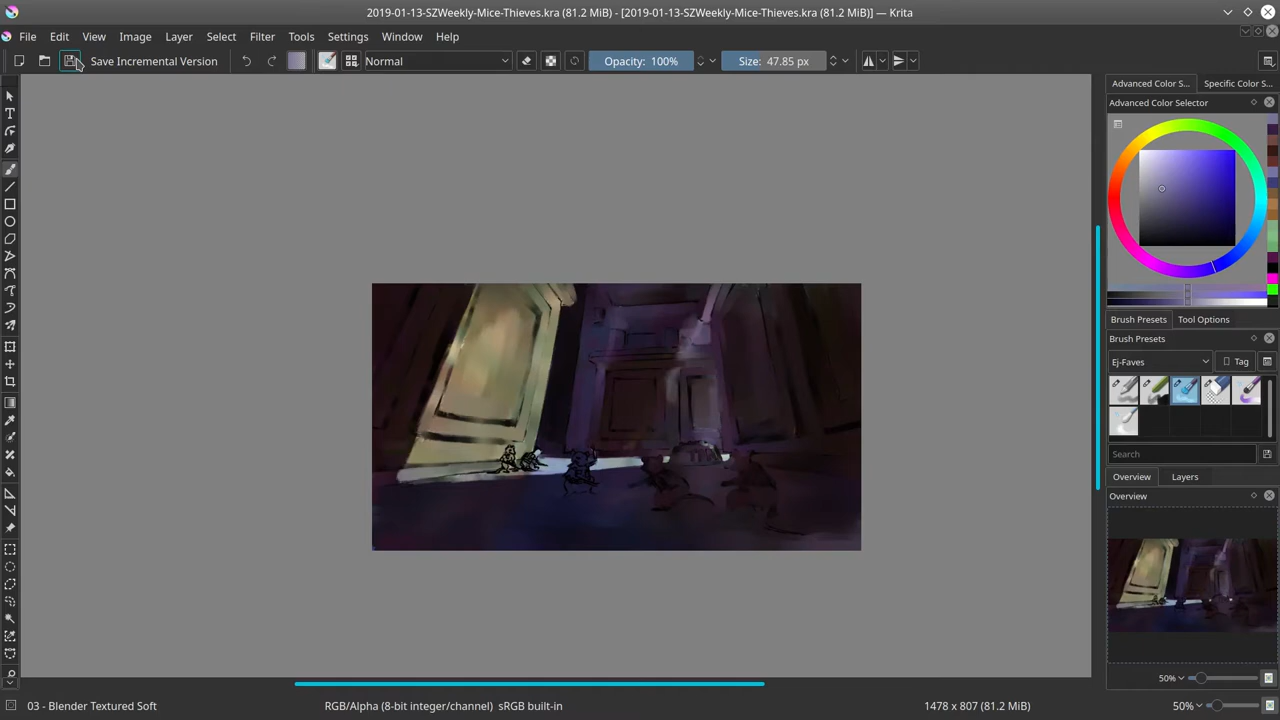 2019-01-13-SZWeekly-Mice-Thieves.kra (81.2 MiB) - [2019-01-13-SZWeekly-Mice-Thieves.kra (81.2 MiB)] — Krita
File Edit View Image Layer Select Filter Tools Settings Window Help
Save Incremental Version Normal Opacity: 100% Size: 47.85 px
Advanced Color S... Specific Color S...
Advanced Color Selector
Brush Presets Tool Options
Brush Presets
Ej-Faves Tag
Search
Overview Layers
Overview
50%
03 - Blender Textured Soft RGB/Alpha (8-bit integer/channel) sRGB built-in 1478 x 807 (81.2 MiB) 50%